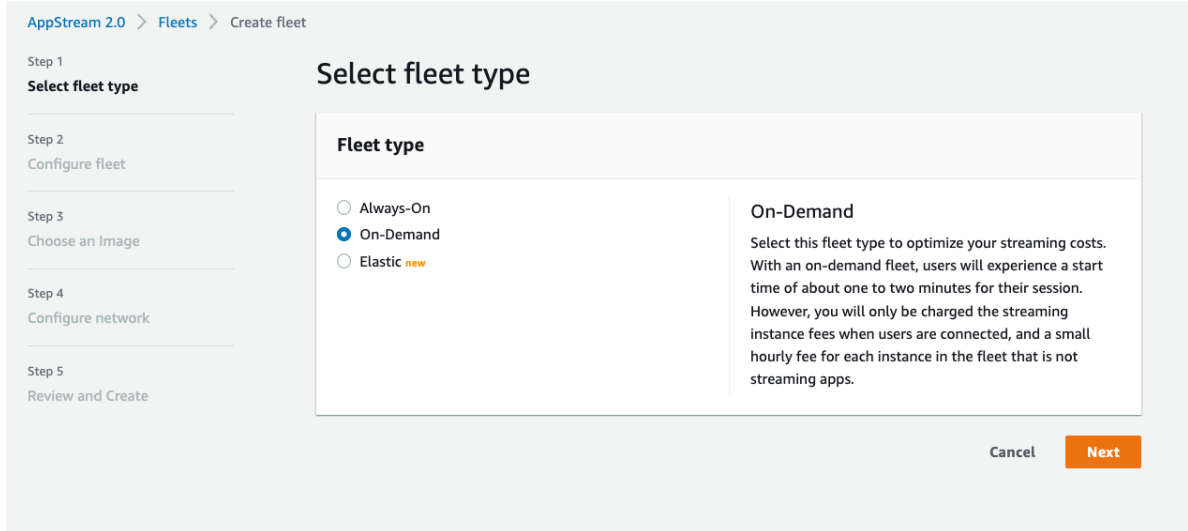 AppStream 2.0 > Fleets > Create fleet
Step 1
Select fleet type
Step 2
Configure fleet
Step 3
Choose an Image
Step 4
Configure network
Step 5
Review and Create
Select fleet type
Fleet type
Always-On
On-Demand
Elastic new
On-Demand
Select this fleet type to optimize your streaming costs.
With an on-demand fleet, users will experience a start
time of about one to two minutes for their session.
However, you will only be charged the streaming
instance fees when users are connected, and a small
hourly fee for each instance in the fleet that is not
streaming apps.
Cancel
Next